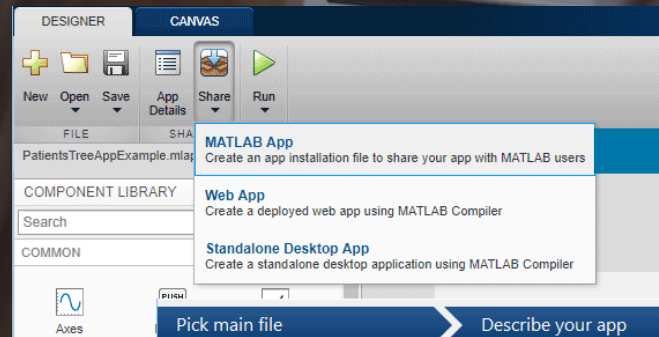 DESIGNER
CANVAS
New
Open
Save
App
Details
Share
Run
FILE
SHA
MATLAB App
Create an app installation file to share your app with MATLAB users
PatientsTreeAppExample.mlap
COMPONENT LIBRARY
Web App
Create a deployed web app using MATLAB Compiler
Search
COMMON
Standalone Desktop App
Create a standalone desktop application using MATLAB Compiler
PUSH
Axes
Pick main file
Describe your app